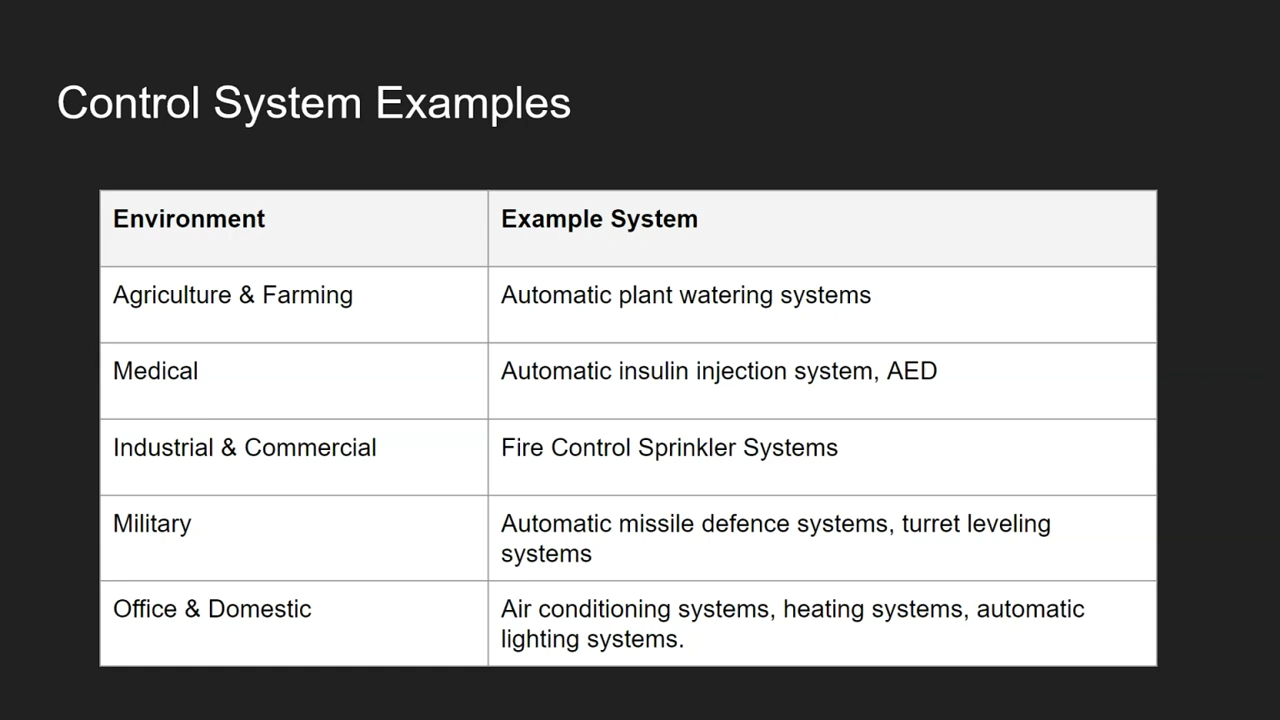 Control System Examples
Environment
Example System
Agriculture & Farming
Automatic plant watering systems
Medical
Automatic insulin injection system, AED
Industrial & Commercial
Fire Control Sprinkler Systems
Military
Automatic missile defence systems, turret leveling
systems
Office & Domestic
Air conditioning systems, heating systems, automatic
lighting systems.